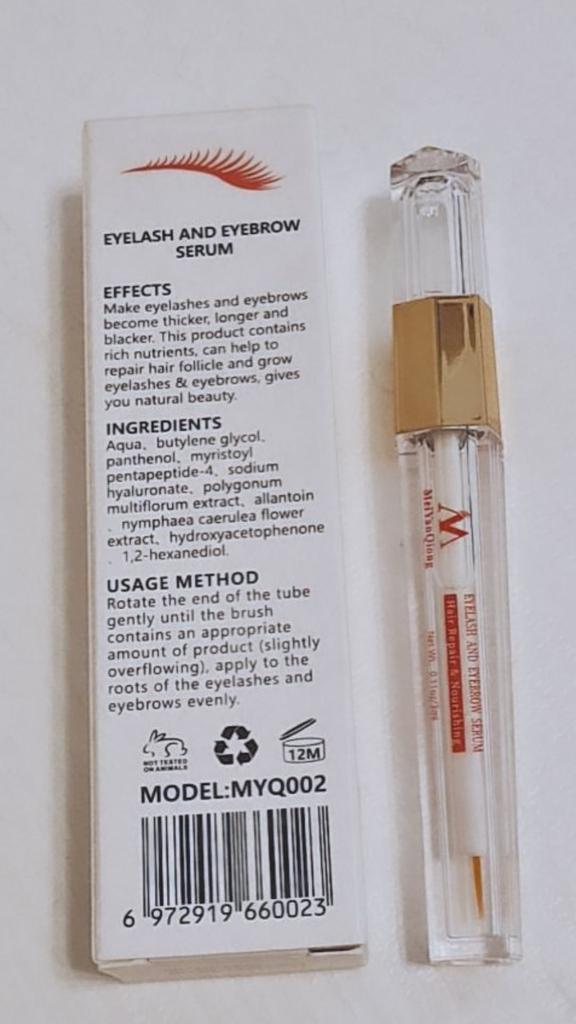 EYELASH AND EYEBROW
SERUM
EFFECTS
Make eyelashes and eyebrows
become thicker, longer and
blacker. This product contains
rich nutrients, can help to
repair hair follicle and grow
eyelashes & eyebrows, gives
you natural beauty.
INGREDIENTS
Aqua、butylene glycol、
panthenol、myristoyl
pentapeptide-4、sodium
hyaluronate、polygonum
multiflorum extract、allantoin
、nymphaea caerulea flower
extract、hydroxyacetophenone
、1,2-hexanediol.
USAGE METHOD
Rotate the end of the tube
gently until the brush
contains an appropriate
amount of product (slightly
overflowing), apply to the
roots of the eyelashes and
eyebrows evenly.
NOT TESTED
ON ANIMALS
12M
MODEL:MYQ002
6 972919 660023
MeiYanQiong
EYELASH AND EYEBROW SERUM
Hair Repair & Nourishing
Net Wt.